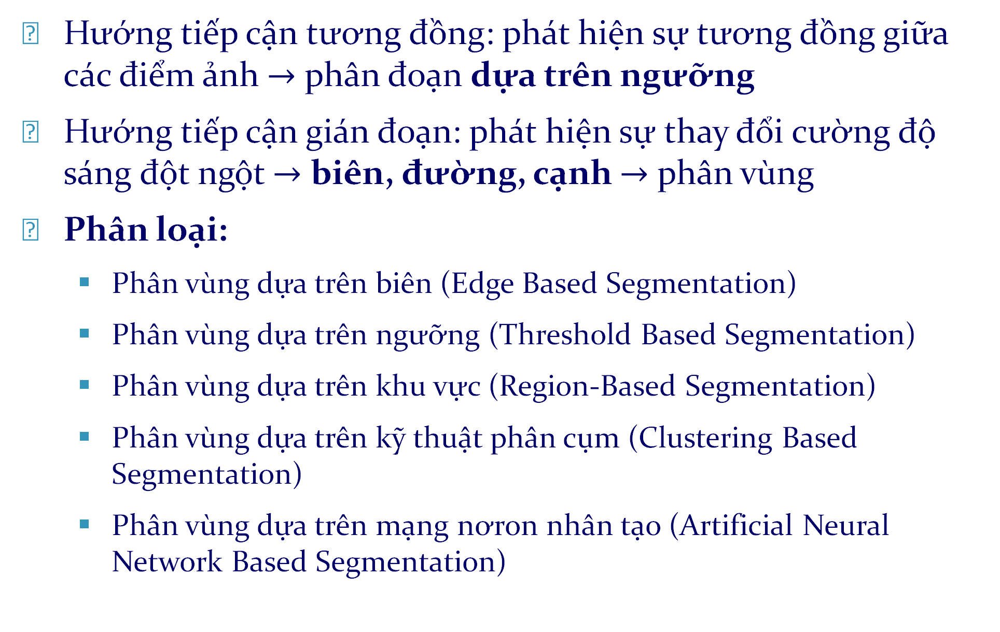 Hướng tiếp cận tương đồng: phát hiện sự tương đồng giữa
các điểm ảnh → phân đoạn dựa trên ngưỡng
Hướng tiếp cận gián đoạn: phát hiện sự thay đổi cường độ
sáng đột ngột → biên, đường, cạnh → phân vùng
Phân loại:
▪ Phân vùng dựa trên biên (Edge Based Segmentation)
▪ Phân vùng dựa trên ngưỡng (Threshold Based Segmentation)
▪ Phân vùng dựa trên khu vực (Region-Based Segmentation)
▪ Phân vùng dựa trên kỹ thuật phân cụm (Clustering Based
Segmentation)
▪ Phân vùng dựa trên mạng nơron nhân tạo (Artificial Neural
Network Based Segmentation)